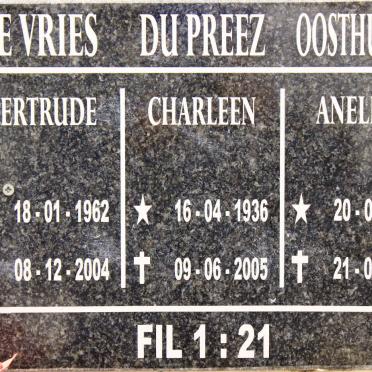 E VRIES DU PREEZ OOSTHU
ERTRUDE CHARLEEN ANEL
18-01-1962 16-04-1936 20-0
08-12-2004 09-06-2005 21-0
FIL 1 : 21